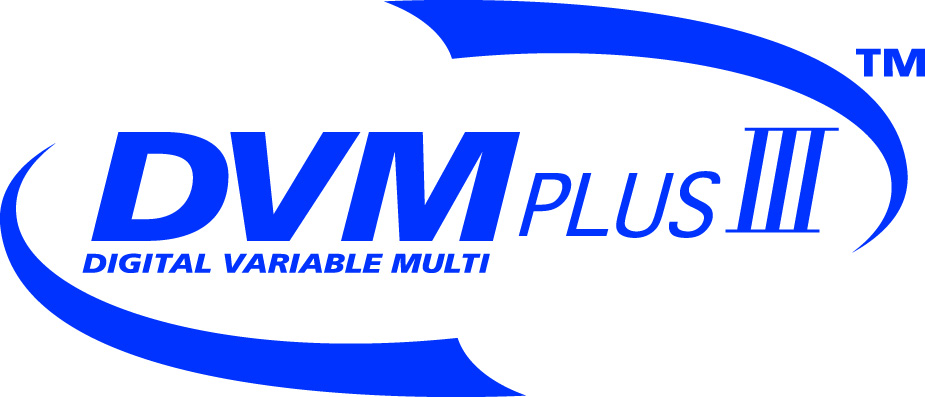 DVM PLUS III ™
DIGITAL VARIABLE MULTI